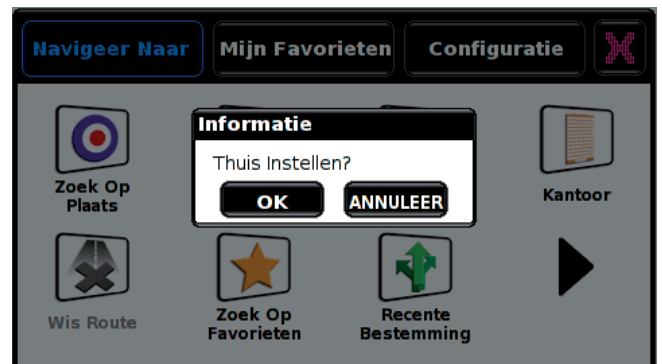 Navigeer Naar
Mijn Favorieten
Configuratie
Informatie
Thuis Instellen?
OK
ANNULEER
Zoek Op
Plaats
Kantoor
Wis Route
Zoek Op
Favorieten
Recente
Bestemming